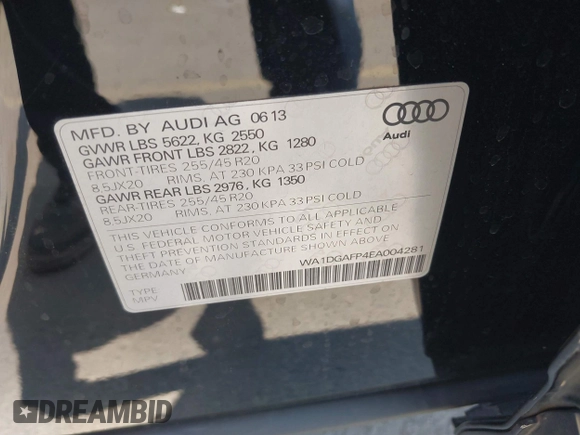 MFD. BY AUDI AG 0613
GVWR LBS 5622, KG 2550
GAWR FRONT LBS 2822, KG 1280
FRONT-TIRES 255/45 R20
8.5JX20 RIMS, AT 230 KPA 33 PSI COLD
GAWR REAR LBS 2976, KG 1350
REAR-TIRES 255/45 R20
8.5JX20 RIMS, AT 230 KPA 33 PSI COLD
THIS VEHICLE CONFORMS TO ALL APPLICABLE
U.S. FEDERAL MOTOR VEHICLE SAFETY AND
THEFT PREVENTION STANDARDS IN EFFECT ON
THE DATE OF MANUFACTURE SHOWN ABOVE
GERMANY WA1DGAFP4EA004281
TYPE
MPV
Audi
DREAMBID